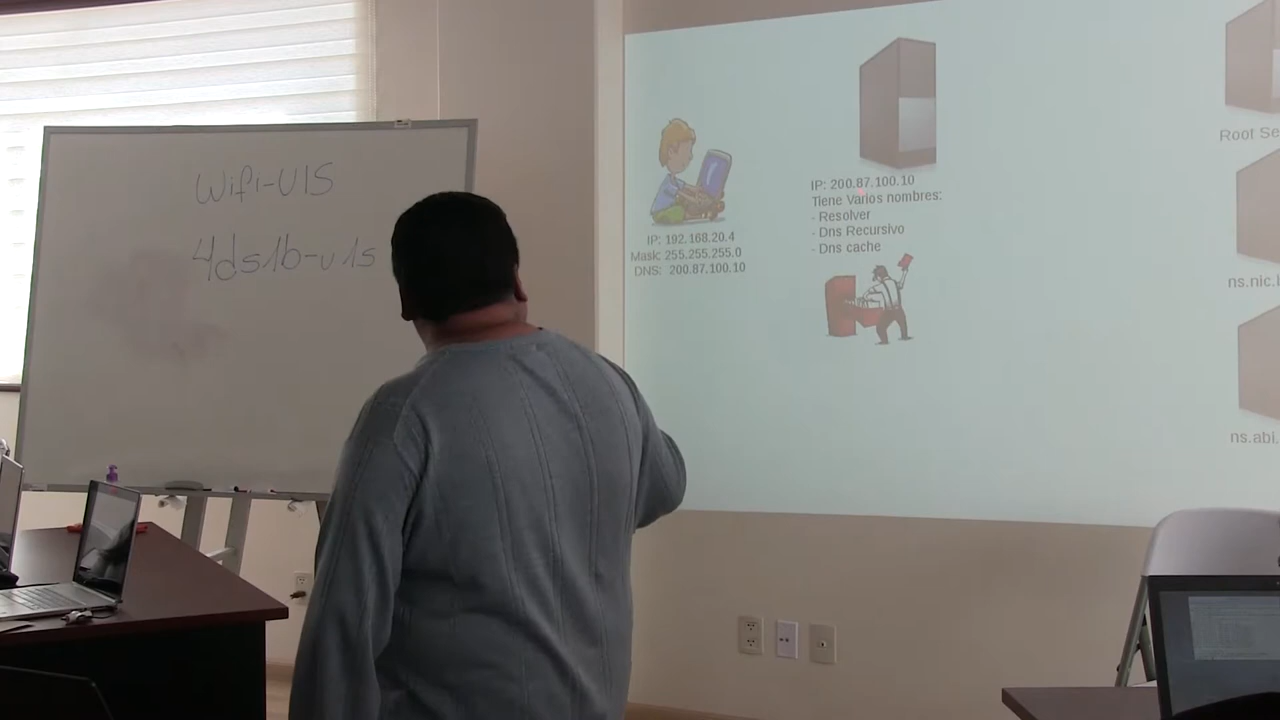 Wifi-UIS
4ds1b-u1s
IP: 192.168.20.4
Mask: 255.255.255.0
DNS: 200.87.100.10
IP: 200.87.100.10
Tiene Varios nombres:
- Resolver
- Dns Recursivo
- Dns cache
Root Se
ns.nic.
ns.abi.